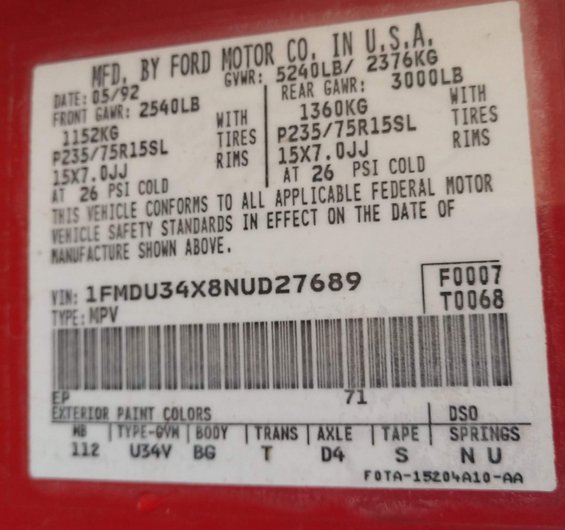 MFD. BY FORD MOTOR CO. IN U.S.A.
DATE: 05/92 GVWR: 5240LB/ 2376KG
FRONT GAWR: 2540LB REAR GAWR: 3000LB
1152KG WITH 1360KG WITH
P235/75R15SL TIRES P235/75R15SL TIRES
15X7.0JJ RIMS 15X7.0JJ RIMS
AT 26 PSI COLD AT 26 PSI COLD
THIS VEHICLE CONFORMS TO ALL APPLICABLE FEDERAL MOTOR
VEHICLE SAFETY STANDARDS IN EFFECT ON THE DATE OF
MANUFACTURE SHOWN ABOVE.
VIN: 1FMDU34X8NUD27689 F0007
TYPE: MPV T0068
EP 71
EXTERIOR PAINT COLORS DSO
WB TYPE-GVW BODY TRANS AXLE TAPE SPRINGS
112 U34V BG T D4 S N U
F0TA-15204A10-AA